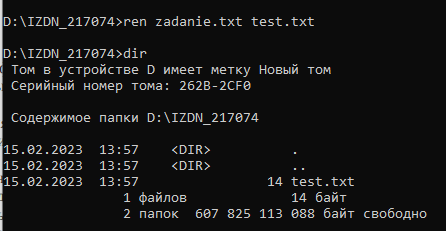 D:\IZDN_217074>ren zadanie.txt test.txt
D:\IZDN_217074>dir
Том в устройстве D имеет метку Новый том
Серийный номер тома: 262B-2CF0
Содержимое папки D:\IZDN_217074
15.02.2023  13:57    <DIR>          .
15.02.2023  13:57    <DIR>          ..
15.02.2023  13:57                14 test.txt
1 файлов             14 байт
2 папок  607 825 113 088 байт свободно